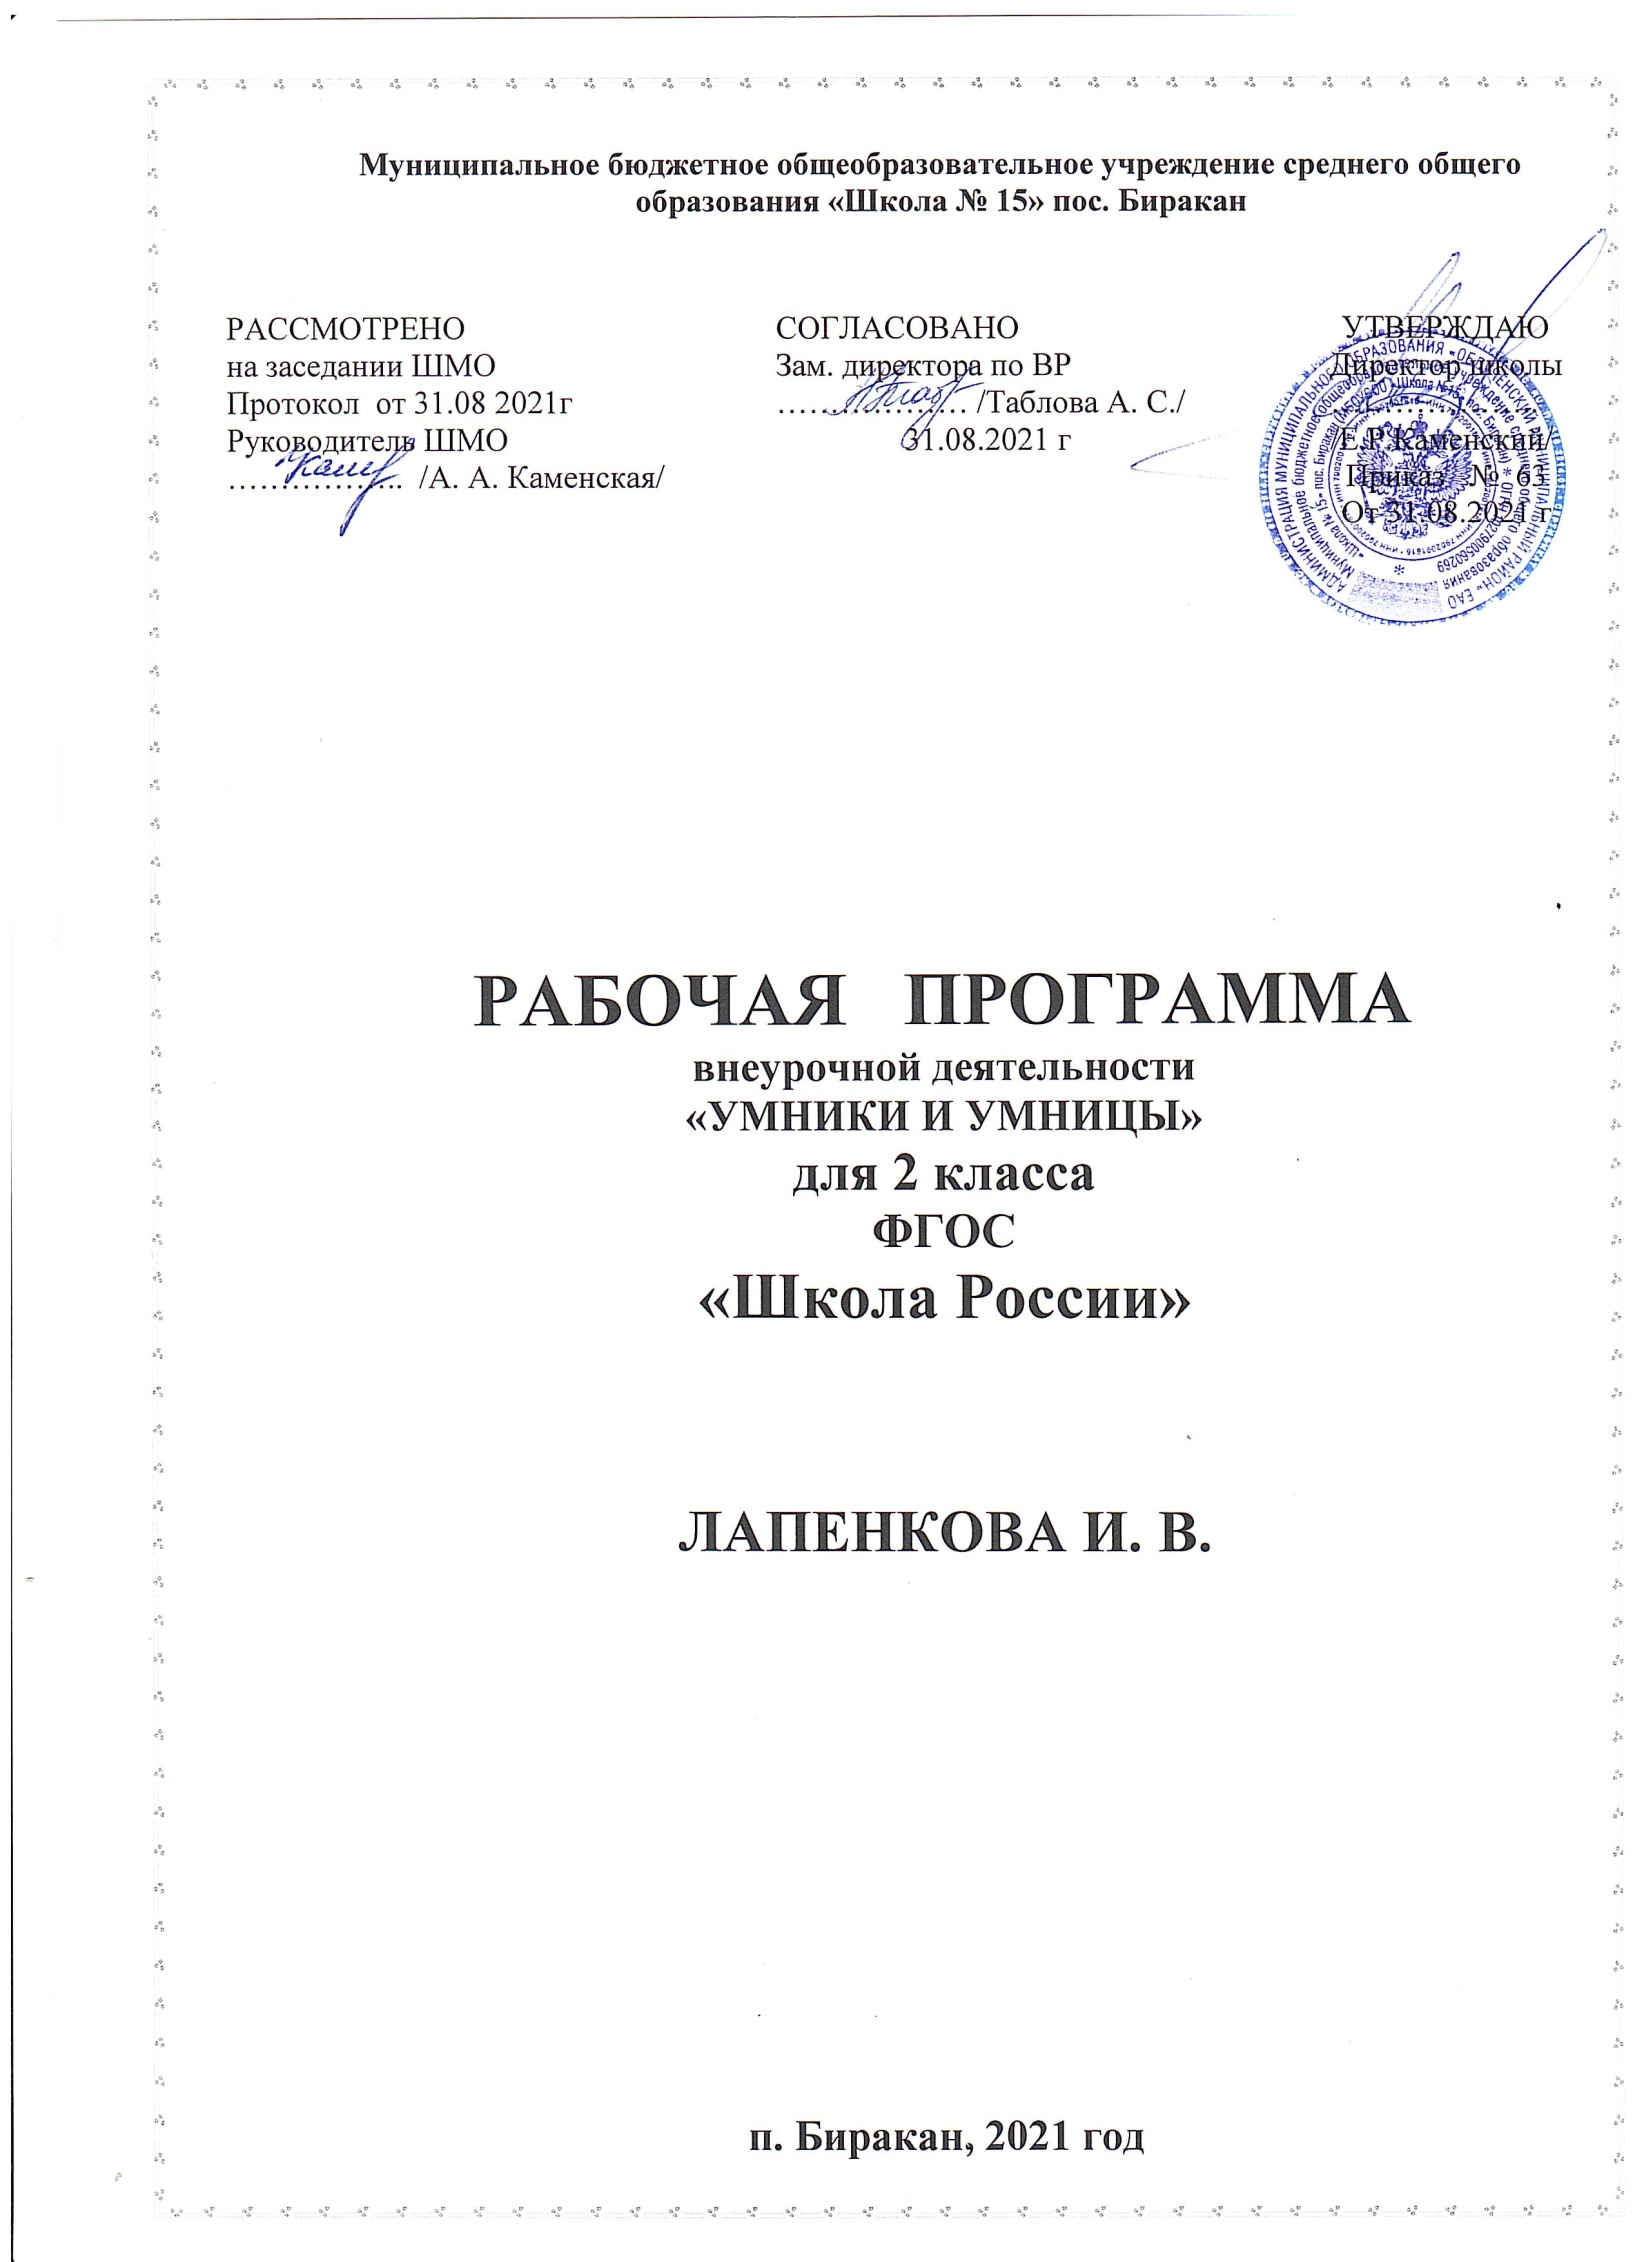 Муниципальное бюджетное общеобразовательное учреждение среднего общего
образования «Школа № 15» пос. Биракан
РАССМОТРЕНО
на заседании ШМО
Протокол от 31.08 2021г
Руководитель ШМО
……………... /А. А. Каменская/
СОГЛАСОВАНО
Зам. директора по ВР
……………… /Таблова А. С./
31.08.2021 г
УТВЕРЖДАЮ
Директор школы
Е.Р.Каменский/
Приказ № 63
От 31.08.2021 г
РАБОЧАЯ ПРОГРАММА
внеурочной деятельности
«УМНИКИ И УМНИЦЫ»
для 2 класса
ФГОС
«Школа России»
ЛАПЕНКОВА И. В.
п. Биракан, 2021 год